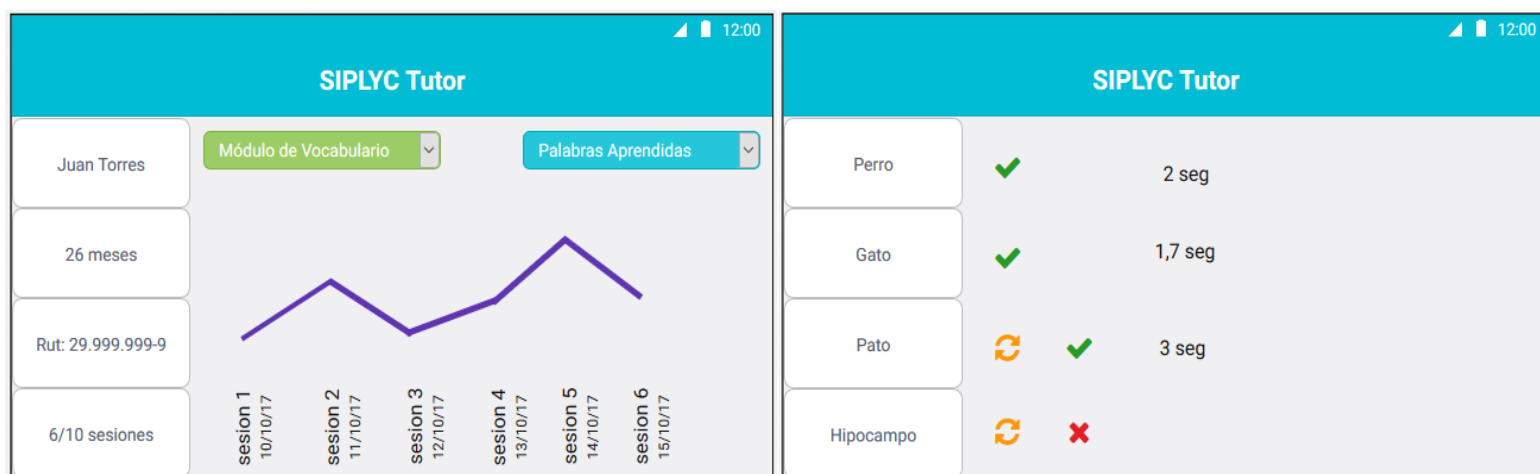 12:00
SIPLYC Tutor
Juan Torres
Módulo de Vocabulario
Palabras Aprendidas
26 meses
Rut: 29.999.999-9
6/10 sesiones
sesion 1
10/10/17
sesion 2
11/10/17
sesion 3
12/10/17
sesion 4
13/10/17
sesion 5
14/10/17
sesion 6
15/10/17
12:00
SIPLYC Tutor
Perro
2 seg
Gato
1,7 seg
Pato
3 seg
Hipocampo